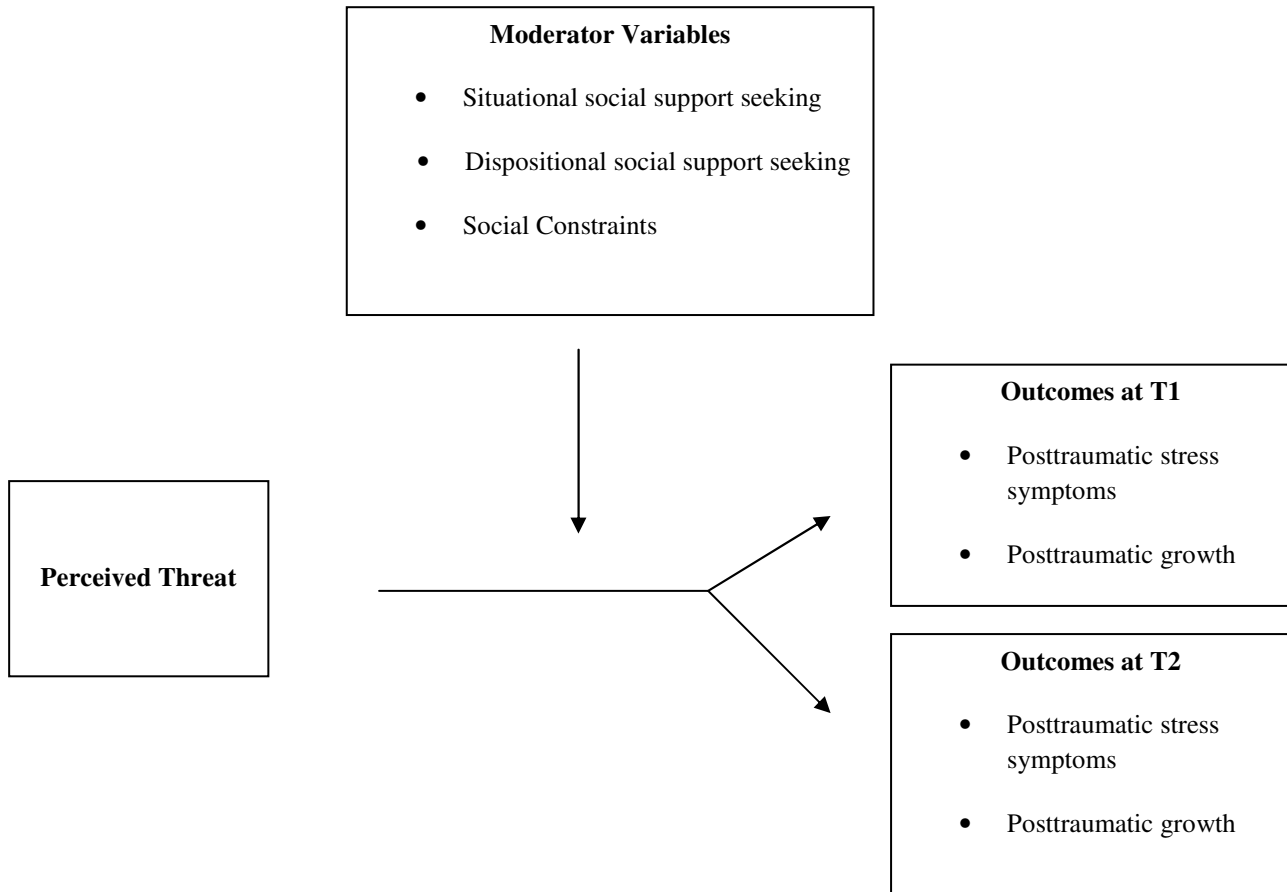 Moderator Variables
• Situational social support seeking
• Dispositional social support seeking
• Social Constraints
Perceived Threat
Outcomes at T1
• Posttraumatic stress
symptoms
• Posttraumatic growth
Outcomes at T2
• Posttraumatic stress
symptoms
• Posttraumatic growth